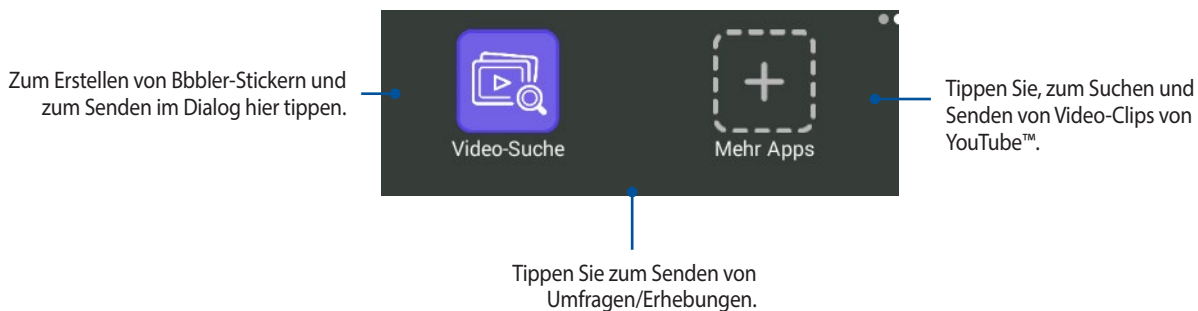 Zum Erstellen von Bbbler-Stickern und
zum Senden im Dialog hier tippen.
Video-Suche
Mehr Apps
Tippen Sie, zum Suchen und
Senden von Video-Clips von
YouTube™.
Tippen Sie zum Senden von
Umfragen/Erhebungen.